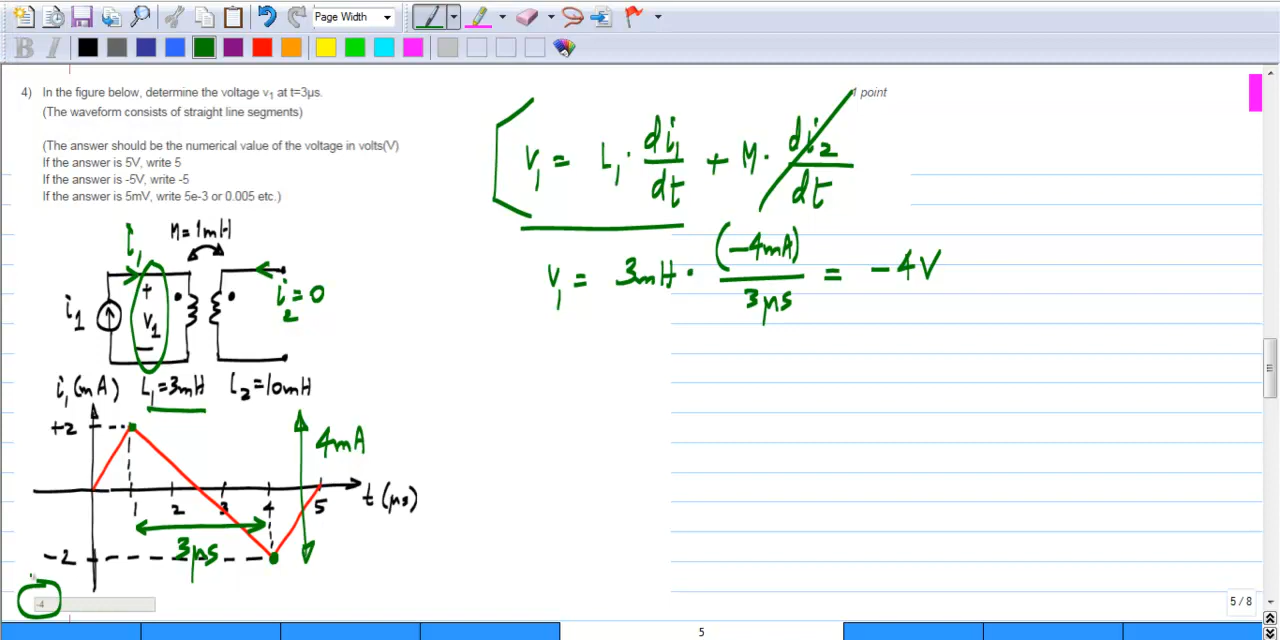 Page Width
4) In the figure below, determine the voltage v1 at t=3µs.
(The waveform consists of straight line segments)
(The answer should be the numerical value of the voltage in volts(V)
If the answer is 5V, write 5
If the answer is -5V, write -5
If the answer is 5mV, write 5e-3 or 0.005 etc.)
1 point
V1 = L1 · di1/dt + M · di2/dt
V1 = 3mH · (-4mA)/3µs = -4V
M=1mH
i1
i1
+
V1
−
i2=0
i1(mA) L1=3mH L2=10mH
+2
4mA
1 2 3 4 5
t(µs)
3µs
-2
-4
5 / 8
5